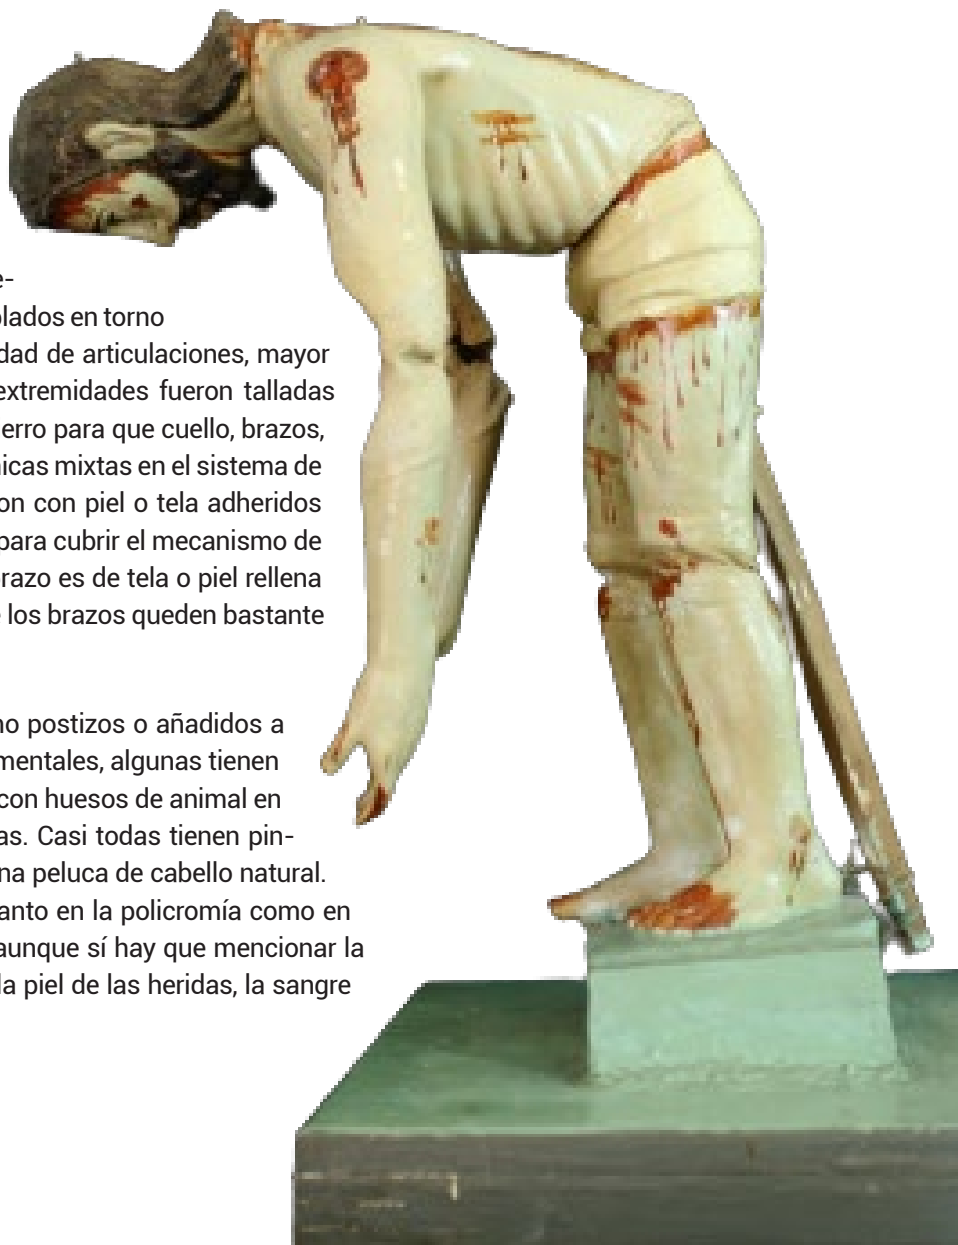 e-
lados en torno
dad de articulaciones, mayor
extremidades fueron talladas
erro para que cuello, brazos,
nicas mixtas en el sistema de
on con piel o tela adheridos
para cubrir el mecanismo de
razo es de tela o piel rellena
los brazos queden bastante
no postizos o añadidos a
mentales, algunas tienen
con huesos de animal en
as. Casi todas tienen pin-
na peluca de cabello natural.
anto en la policromía como en
aunque sí hay que mencionar la
la piel de las heridas, la sangre